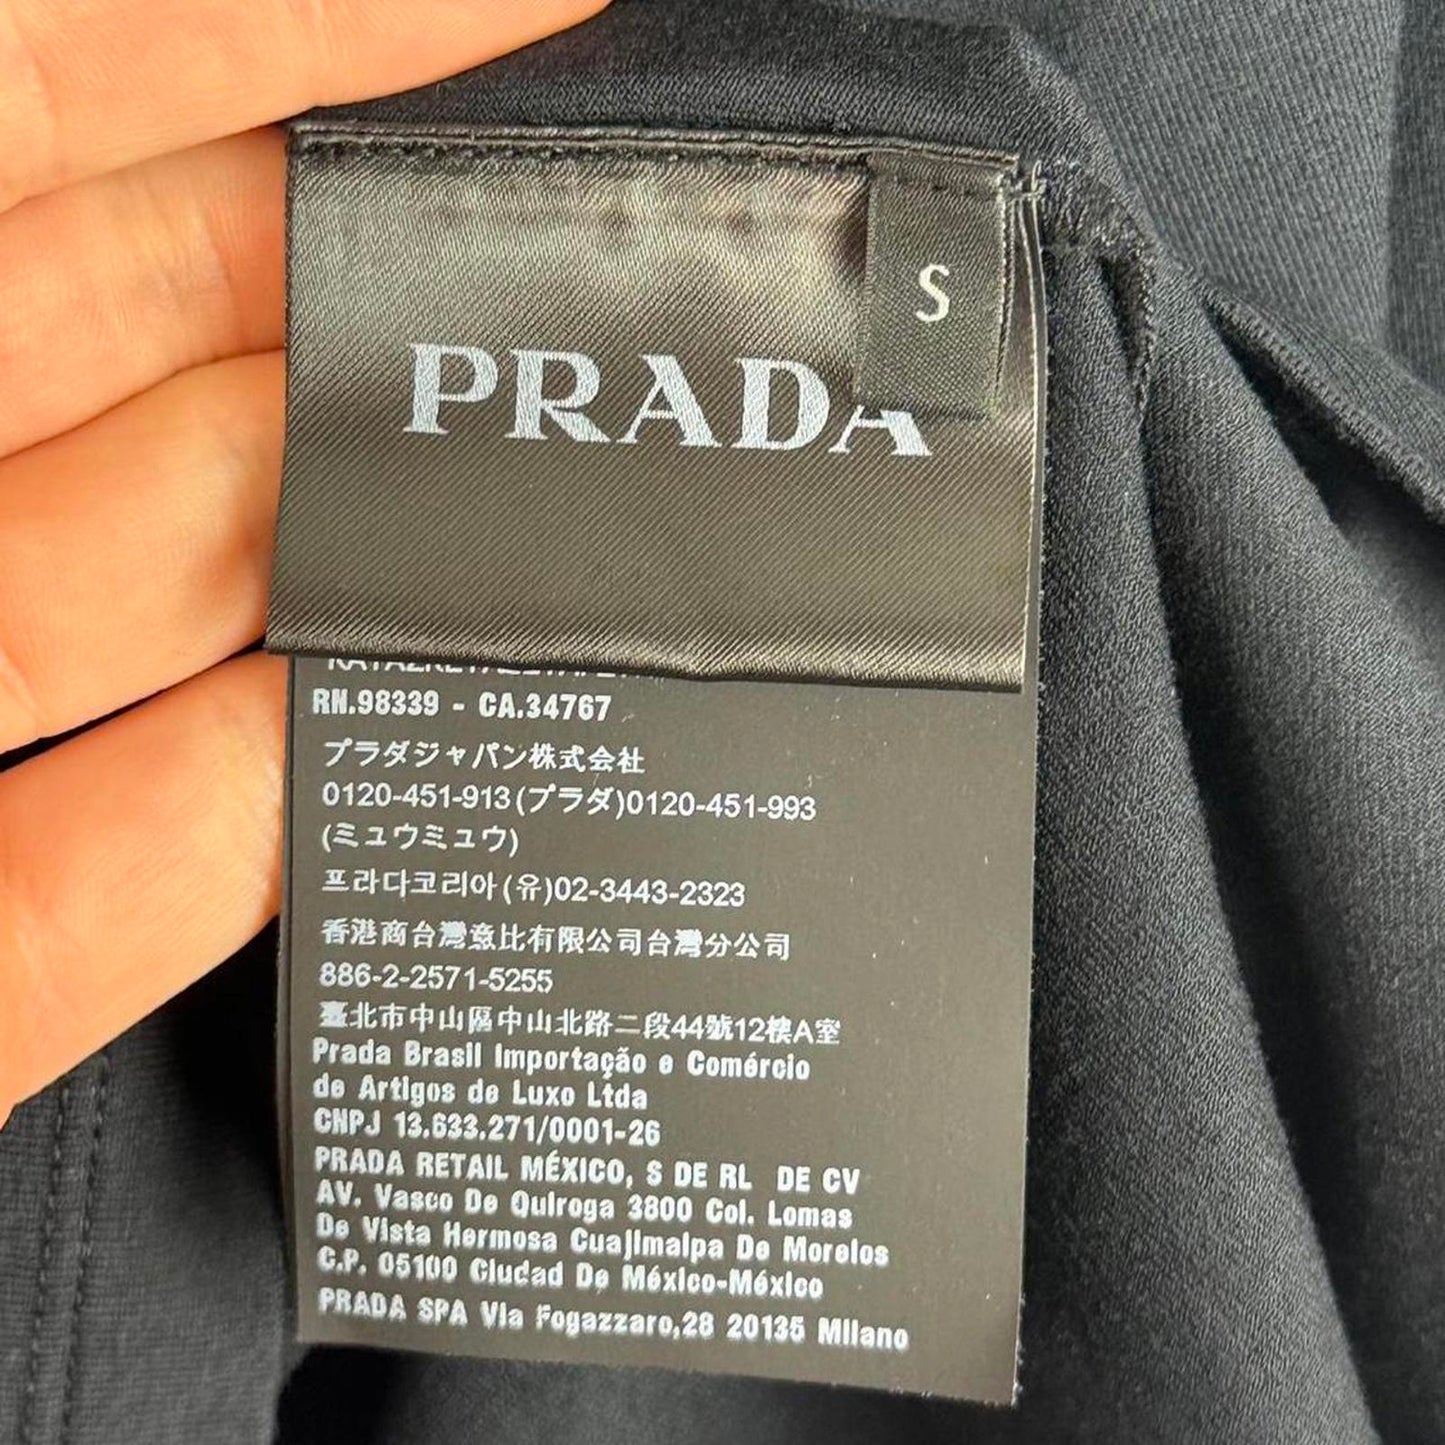 S
PRADA
RN.98339 - CA.34767
プラダジャパン株式会社
0120-451-913(プラダ)0120-451-993
(ミュウミュウ)
프라다코리아(유)02-3443-2323
香港商台灣意比有限公司台灣分公司
886-2-2571-5255
臺北市中山區中山北路二段44號12樓A室
Prada Brasil Importação e Comércio
de Artigos de Luxo Ltda
CNPJ 13.633.271/0001-26
PRADA RETAIL MÉXICO, S DE RL DE CV
AV. Vasco De Quiroga 3800 Col. Lomas
De Vista Hermosa Cuajimalpa De Morelos
C.P. 05100 Ciudad De México-México
PRADA SPA Via Fogazzaro,28 20135 Milano